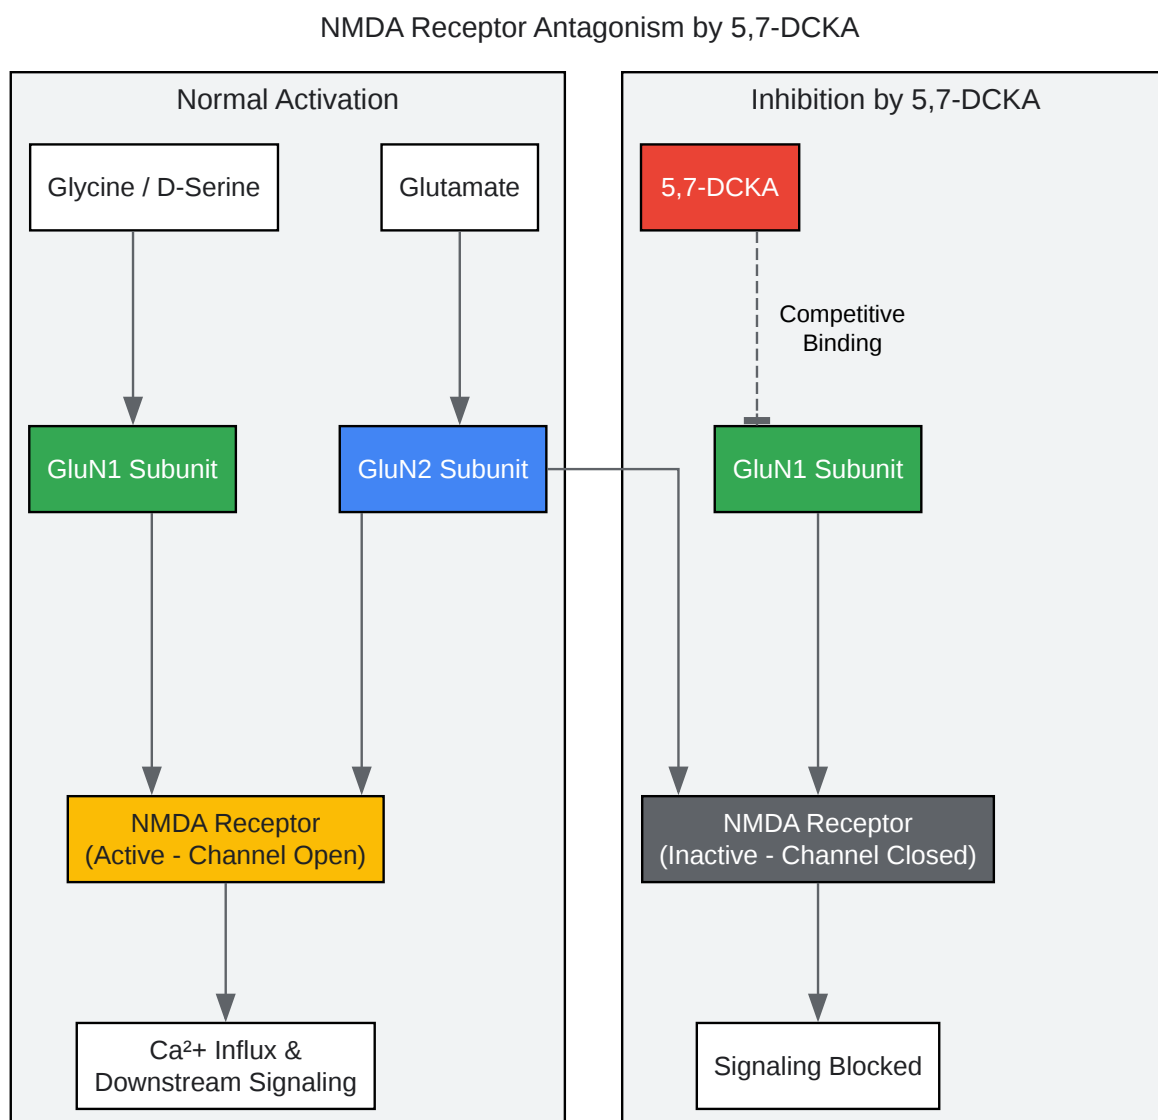 NMDA Receptor Antagonism by 5,7-DCKA
Normal Activation
Glycine / D-Serine
Glutamate
GluN1 Subunit
GluN2 Subunit
NMDA Receptor
(Active - Channel Open)
Ca²+ Influx &
Downstream Signaling
Inhibition by 5,7-DCKA
5,7-DCKA
Competitive
Binding
GluN1 Subunit
NMDA Receptor
(Inactive - Channel Closed)
Signaling Blocked